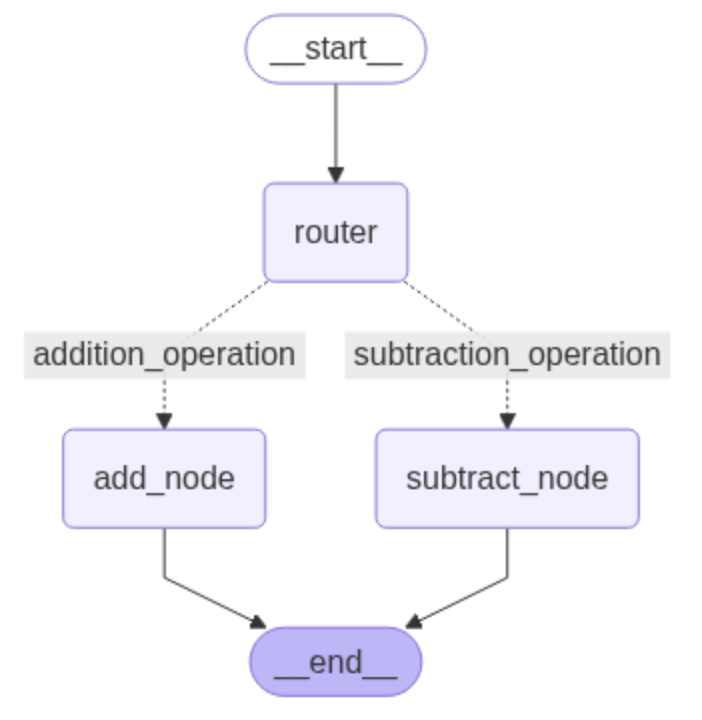 __start__
router
addition_operation
subtraction_operation
add_node
subtract_node
__end__